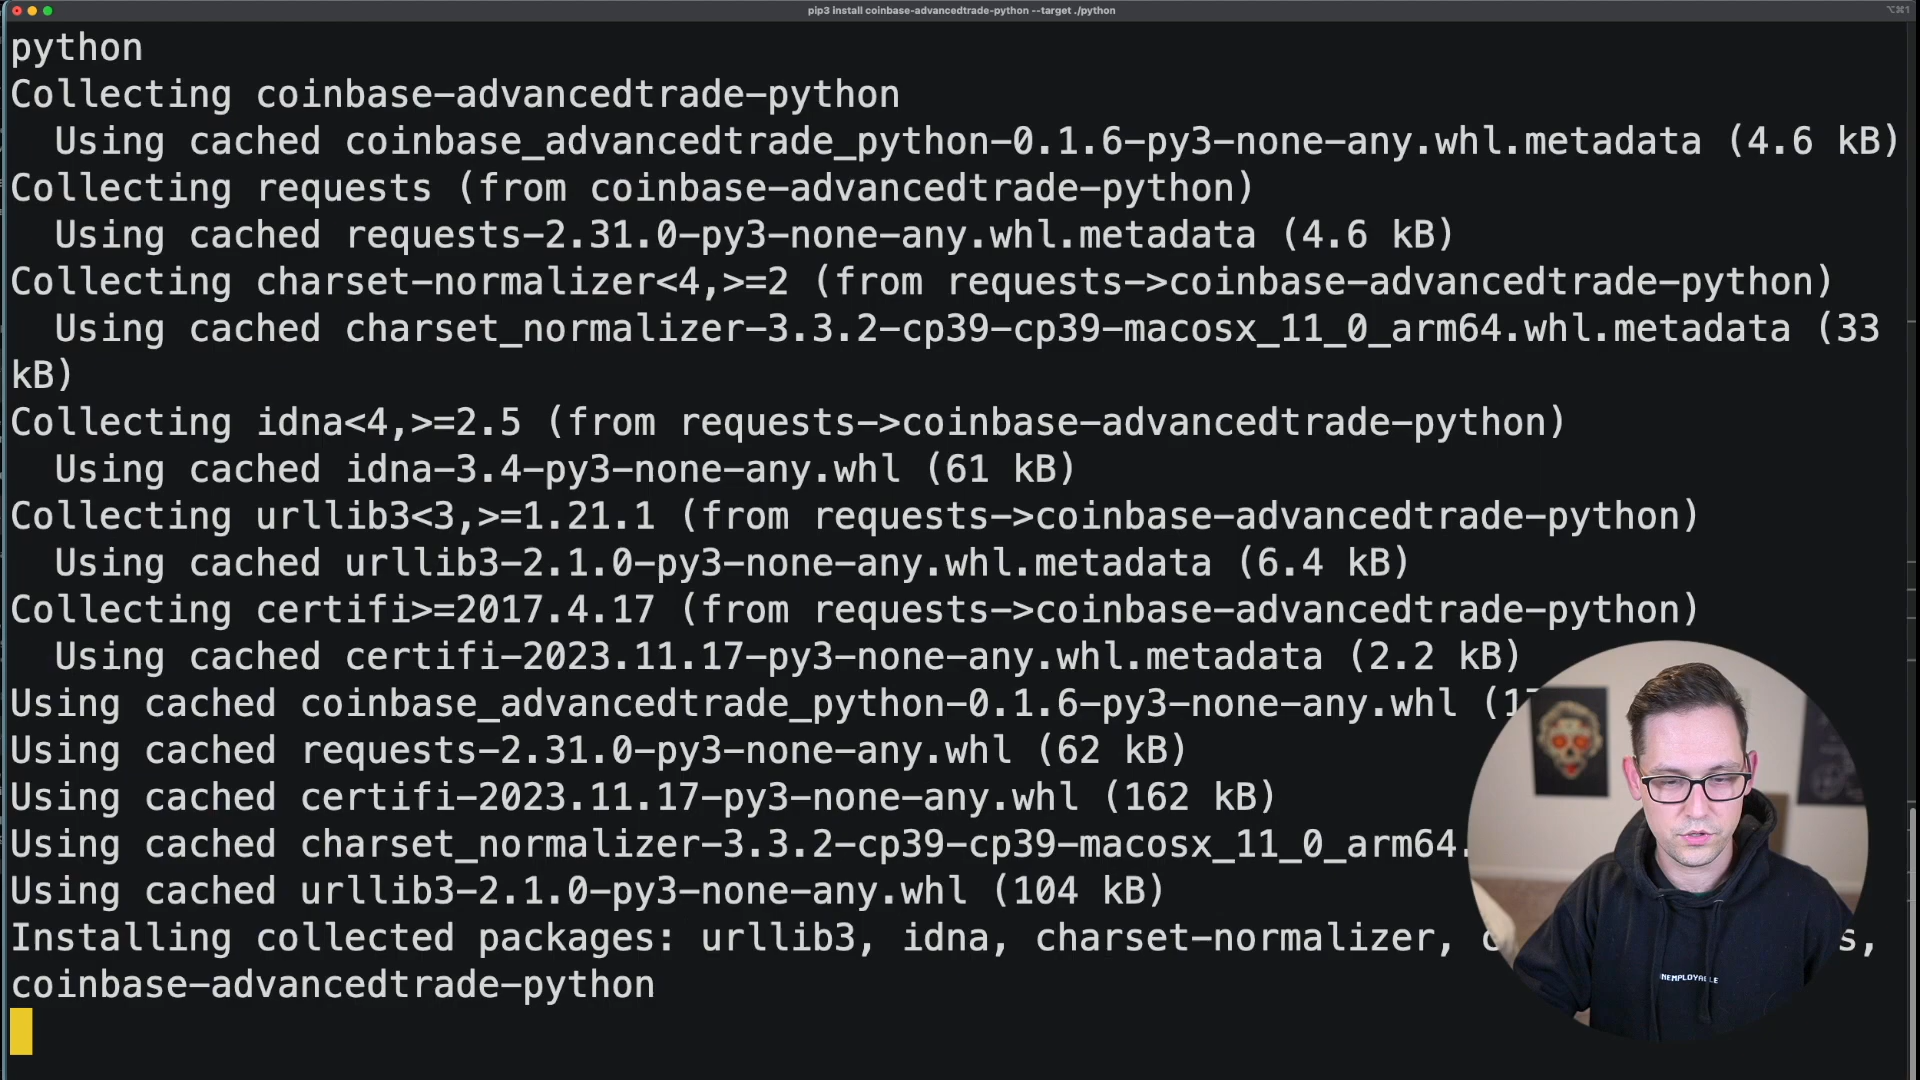 pip3 install coinbase-advancedtrade-python --target ./python
⌥⌘1
python
Collecting coinbase-advancedtrade-python
Using cached coinbase_advancedtrade_python-0.1.6-py3-none-any.whl.metadata (4.6 kB)
Collecting requests (from coinbase-advancedtrade-python)
Using cached requests-2.31.0-py3-none-any.whl.metadata (4.6 kB)
Collecting charset-normalizer<4,>=2 (from requests->coinbase-advancedtrade-python)
Using cached charset_normalizer-3.3.2-cp39-cp39-macosx_11_0_arm64.whl.metadata (33
kB)
Collecting idna<4,>=2.5 (from requests->coinbase-advancedtrade-python)
Using cached idna-3.4-py3-none-any.whl (61 kB)
Collecting urllib3<3,>=1.21.1 (from requests->coinbase-advancedtrade-python)
Using cached urllib3-2.1.0-py3-none-any.whl.metadata (6.4 kB)
Collecting certifi>=2017.4.17 (from requests->coinbase-advancedtrade-python)
Using cached certifi-2023.11.17-py3-none-any.whl.metadata (2.2 kB)
Using cached coinbase_advancedtrade_python-0.1.6-py3-none-any.whl
Using cached requests-2.31.0-py3-none-any.whl (62 kB)
Using cached certifi-2023.11.17-py3-none-any.whl (162 kB)
Using cached charset_normalizer-3.3.2-cp39-cp39-macosx_11_0_arm64.
Using cached urllib3-2.1.0-py3-none-any.whl (104 kB)
Installing collected packages: urllib3, idna, charset-normalizer,
coinbase-advancedtrade-python